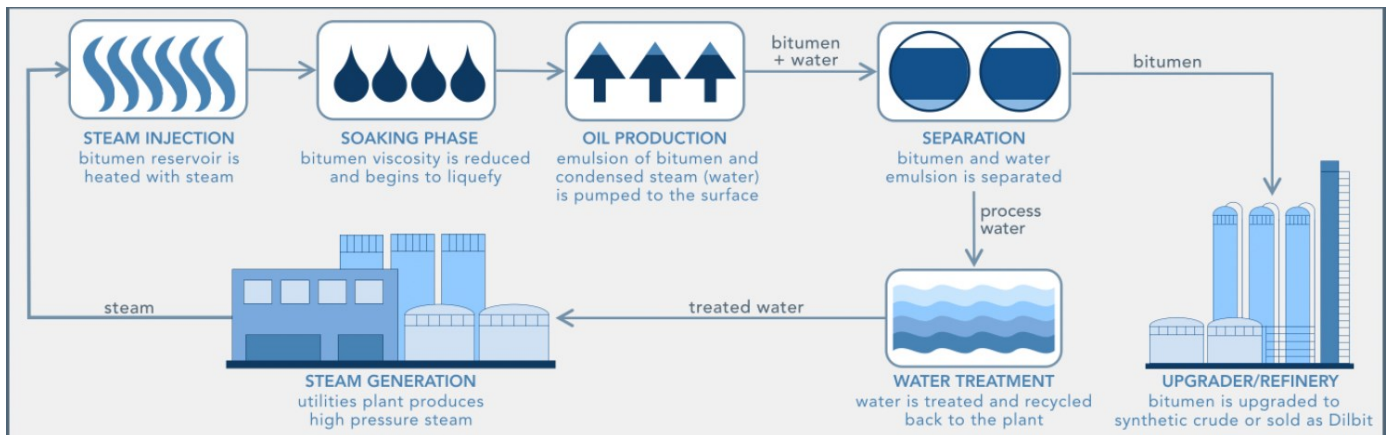 STEAM INJECTION
bitumen reservoir is
heated with steam
SOAKING PHASE
bitumen viscosity is reduced
and begins to liquefy
OIL PRODUCTION
emulsion of bitumen and
condensed steam (water)
is pumped to the surface
bitumen
+ water
SEPARATION
bitumen and water
emulsion is separated
bitumen
process
water
steam
treated water
STEAM GENERATION
utilities plant produces
high pressure steam
WATER TREATMENT
water is treated and recycled
back to the plant
UPGRADER/REFINERY
bitumen is upgraded to
synthetic crude or sold as Dilbit